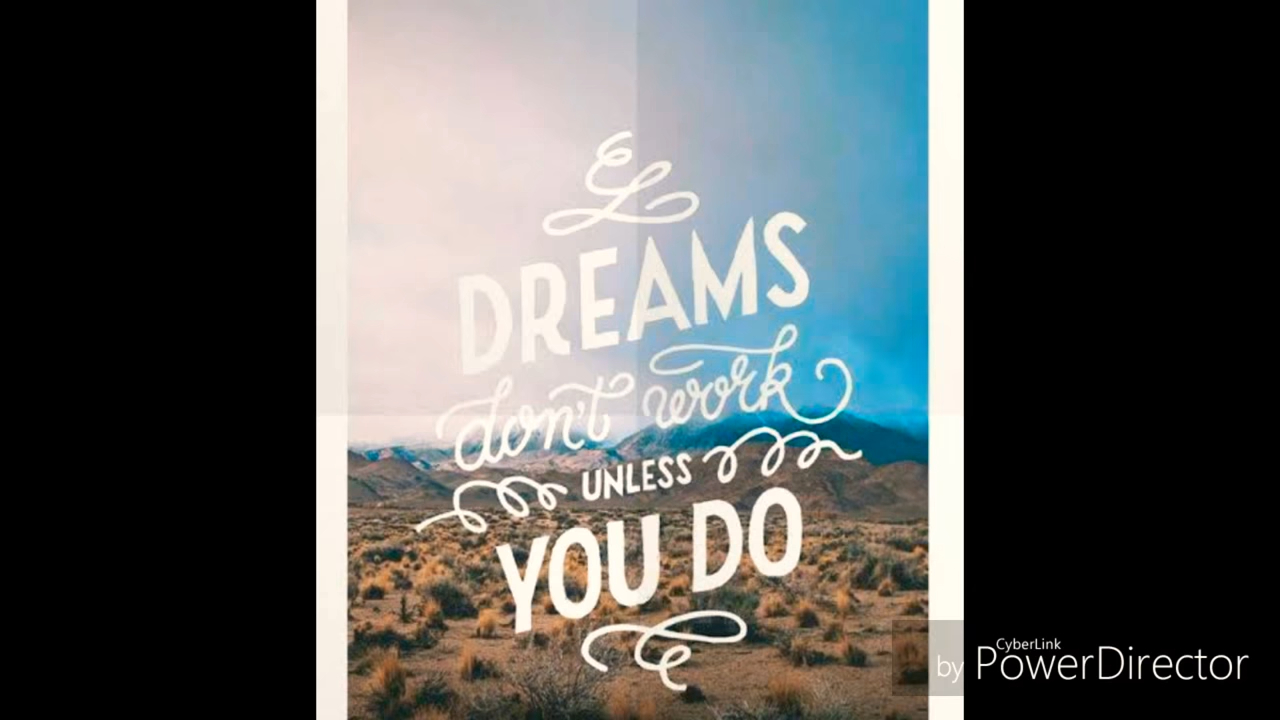 DREAMS
don't work
UNLESS
YOU DO
CyberLink
by PowerDirector